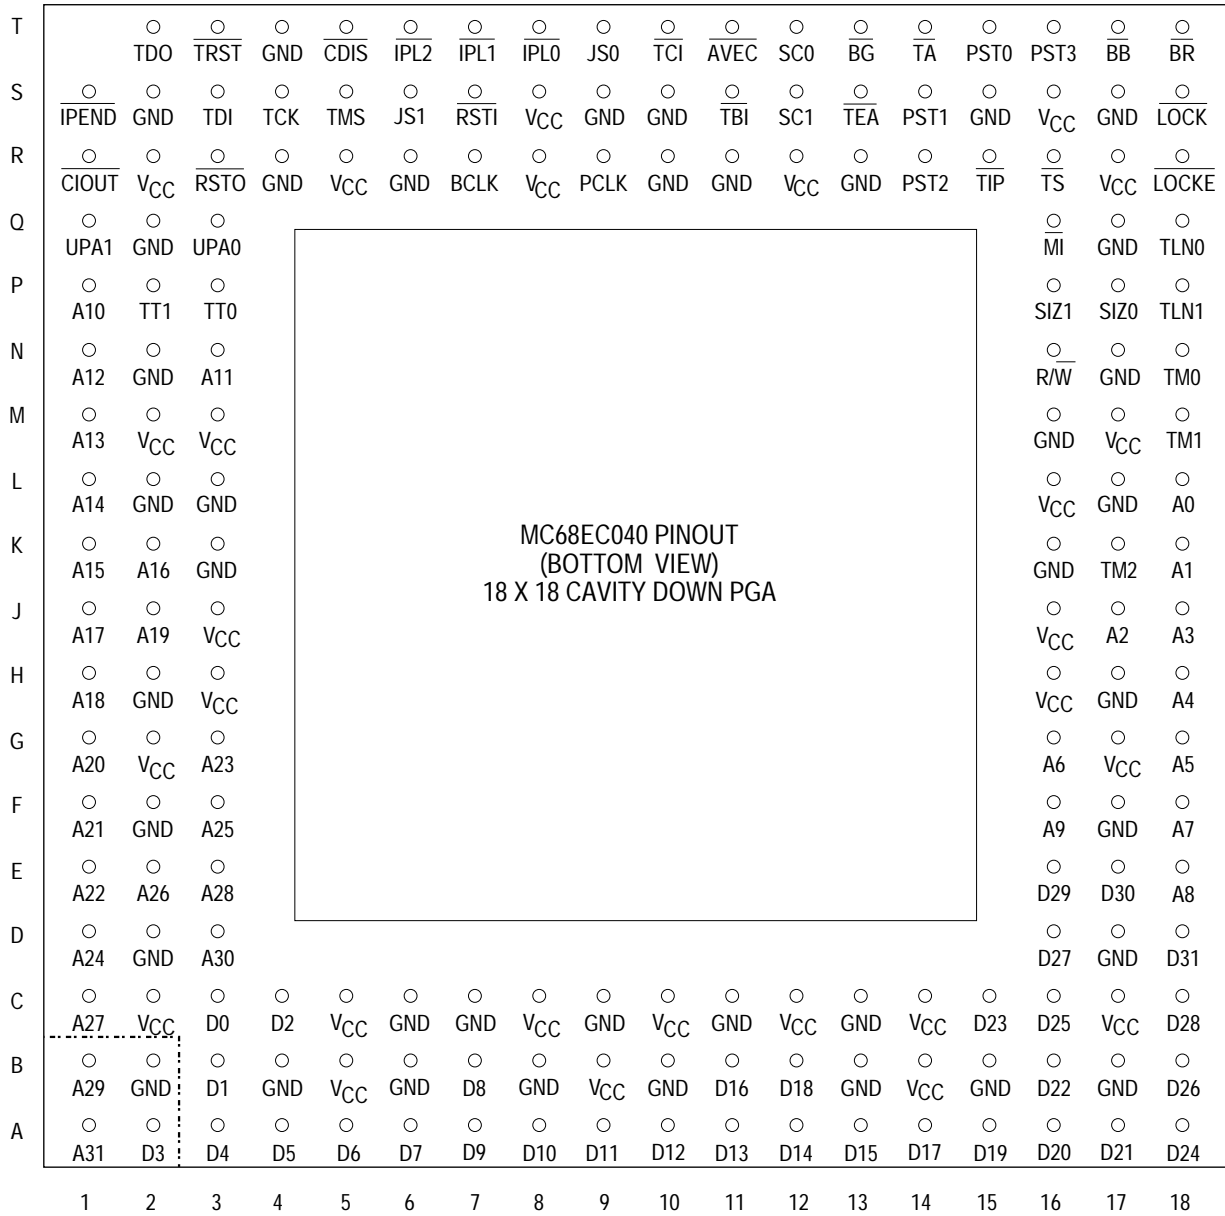 T
TDO TRST GND CDIS IPL2 IPL1 IPL0 JS0 TCI AVEC SC0 BG TA PST0 PST3 BB BR
S
IPEND GND TDI TCK TMS JS1 RSTI VCC GND GND TBI SC1 TEA PST1 GND VCC GND LOCK
R
CIOUT VCC RSTO GND VCC GND BCLK VCC PCLK GND GND VCC GND PST2 TIP TS VCC LOCKE
Q
UPA1 GND UPA0 MI GND TLN0
P
A10 TT1 TT0 SIZ1 SIZ0 TLN1
N
A12 GND A11 R/W GND TM0
M
A13 VCC VCC GND VCC TM1
L
A14 GND GND VCC GND A0
MC68EC040 PINOUT
(BOTTOM VIEW)
18 X 18 CAVITY DOWN PGA
K
A15 A16 GND GND TM2 A1
J
A17 A19 VCC VCC A2 A3
H
A18 GND VCC VCC GND A4
G
A20 VCC A23 A6 VCC A5
F
A21 GND A25 A9 GND A7
E
A22 A26 A28 D29 D30 A8
D
A24 GND A30 D27 GND D31
C
A27 VCC D0 D2 VCC GND GND VCC GND VCC GND VCC GND VCC D23 D25 VCC D28
B
A29 GND D1 GND VCC GND D8 GND VCC GND D16 D18 GND VCC GND D22 GND D26
A
A31 D3 D4 D5 D6 D7 D9 D10 D11 D12 D13 D14 D15 D17 D19 D20 D21 D24
1 2 3 4 5 6 7 8 9 10 11 12 13 14 15 16 17 18